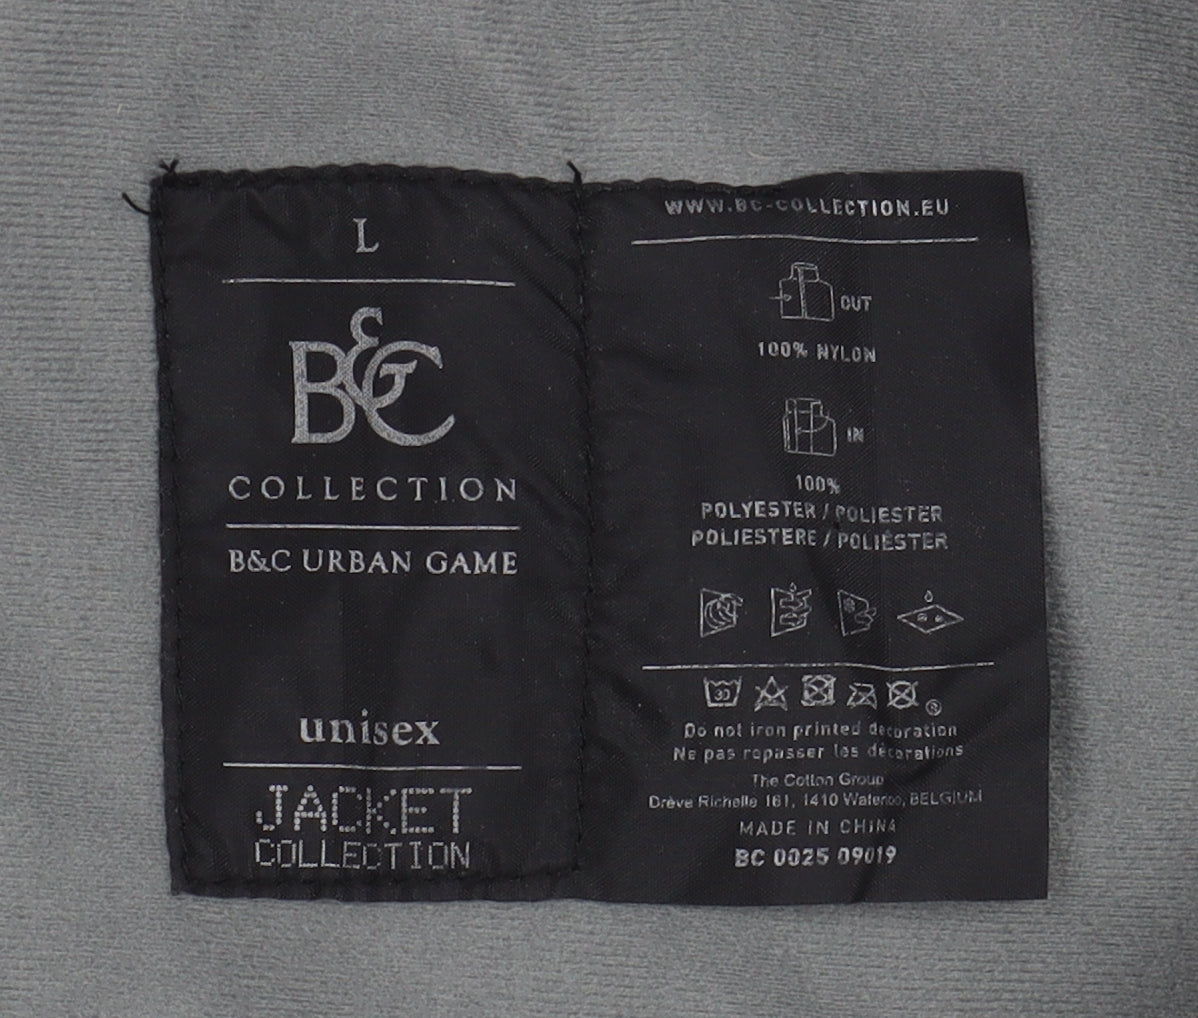 L
B&C
COLLECTION
B&C URBAN GAME
unisex
JACKET
COLLECTION
WWW.BC-COLLECTION.EU
OUT
100% NYLON
IN
100%
POLYESTER / POLIESTER
POLIESTERE / POLIÉSTER
30
Do not iron printed decoration
Ne pas repasser les décorations
The Cotton Group
Drève Richelle 161, 1410 Waterloo, BELGIUM
MADE IN CHINA
BC 0025 09019